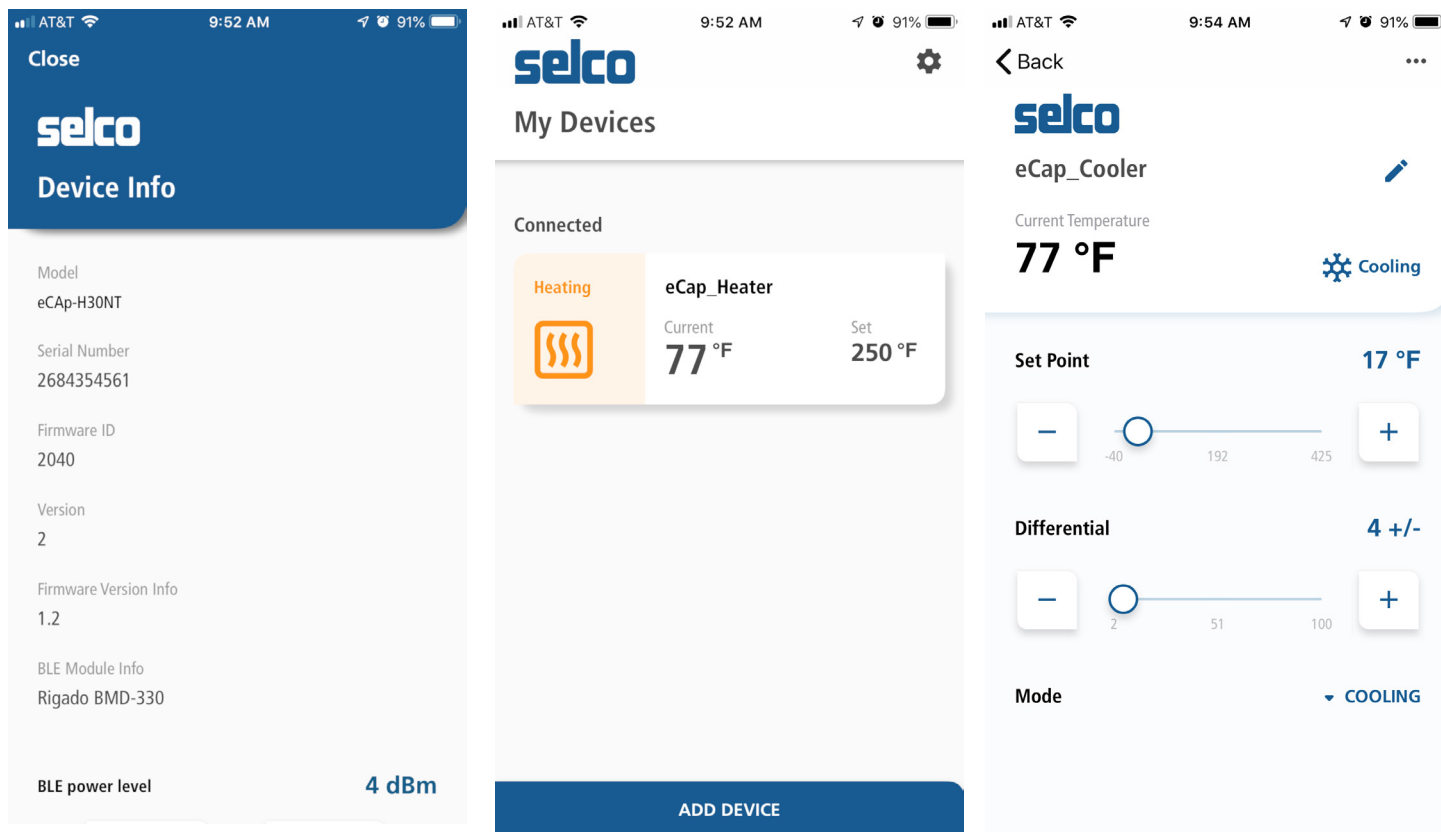 AT&T 9:52 AM 91%
Close
selco
Device Info
Model
eCAp-H30NT
Serial Number
2684354561
Firmware ID
2040
Version
2
Firmware Version Info
1.2
BLE Module Info
Rigado BMD-330
BLE power level 4 dBm
AT&T 9:52 AM 91%
selco
My Devices
Connected
Heating eCap_Heater
Current Set
77 °F 250 °F
ADD DEVICE
AT&T 9:54 AM 91%
Back ...
selco
eCap_Cooler
Current Temperature
77 °F
Cooling
Set Point 17 °F
− +
-40 192 425
Differential 4 +/-
− +
2 51 100
Mode COOLING